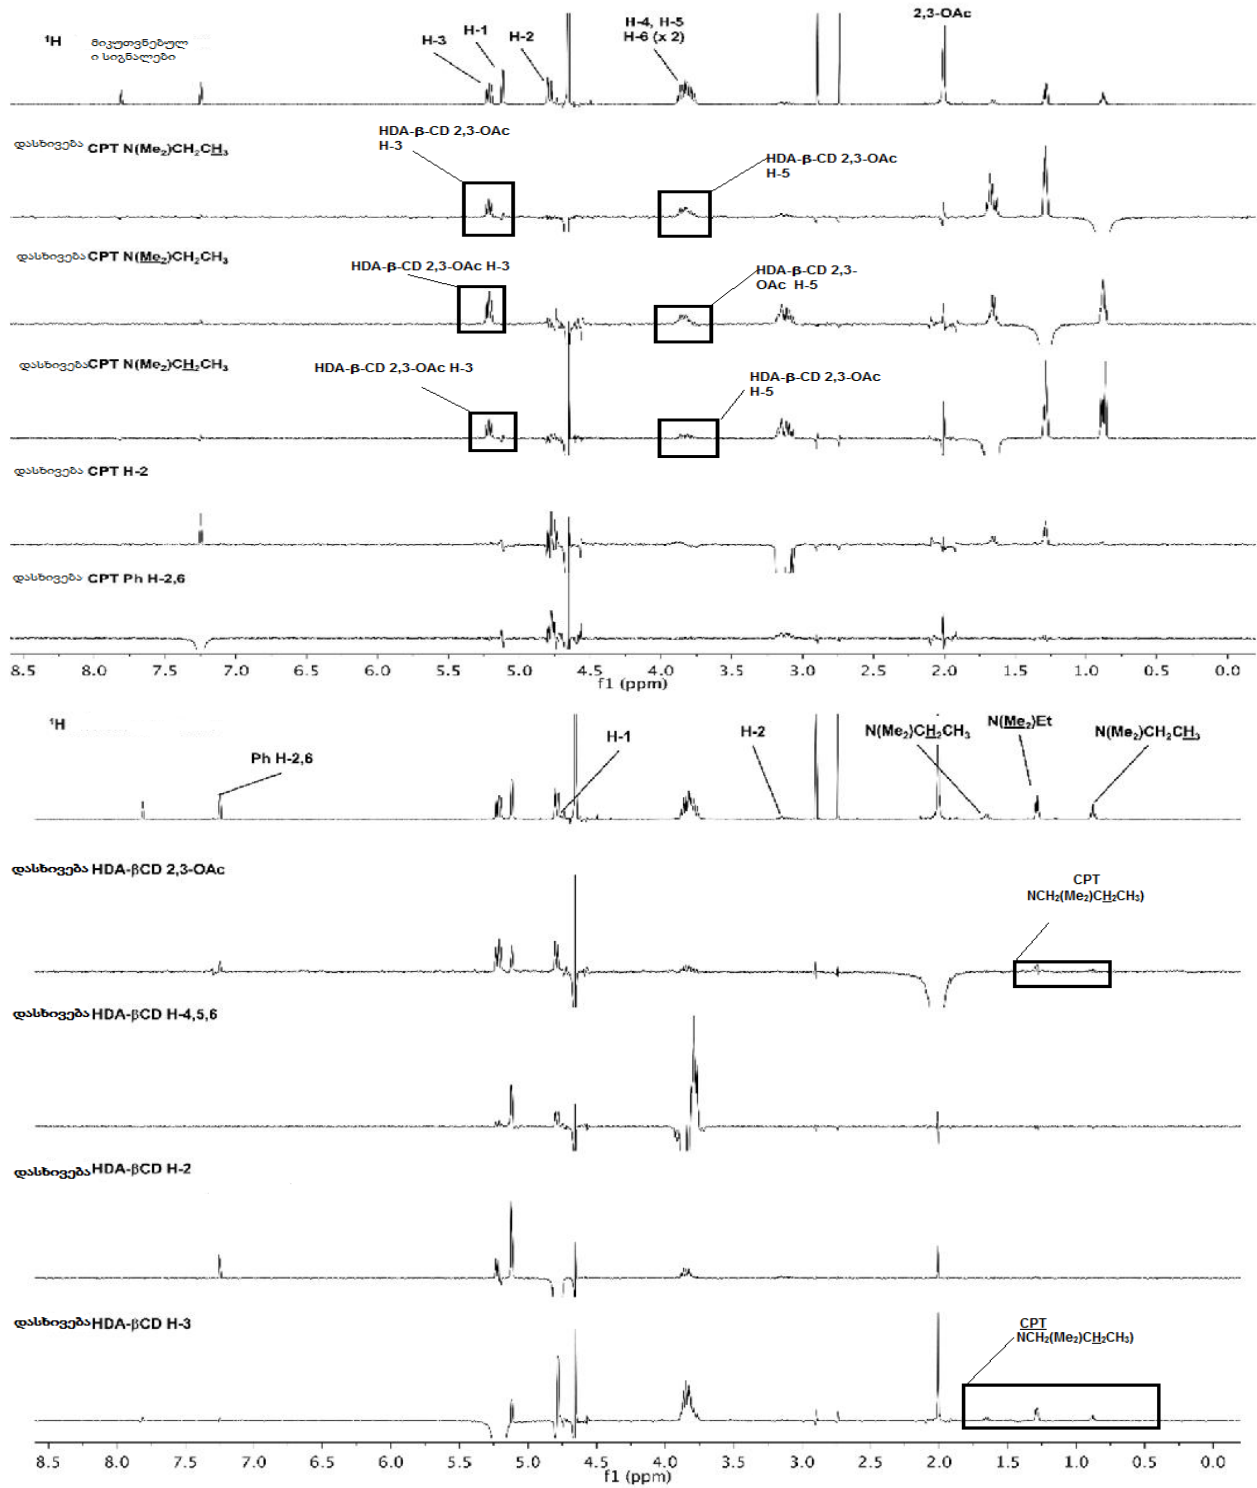 ¹H
მიკუთვნებულ
ი სიგნალები
H-3
H-1
H-2
H-4, H-5
H-6 (x 2)
2,3-OAc
დასხივება CPT N(Me₂)CH₂CH₃
HDA-β-CD 2,3-OAc
H-3
HDA-β-CD 2,3-OAc
H-5
დასხივება CPT N(Me₂)CH₂CH₃
HDA-β-CD 2,3-OAc H-3
HDA-β-CD 2,3-
OAc H-5
დასხივება CPT N(Me₂)CH₂CH₃
HDA-β-CD 2,3-OAc H-3
HDA-β-CD 2,3-OAc
H-5
დასხივება CPT H-2
დასხივება CPT Ph H-2,6
8.5 8.0 7.5 7.0 6.5 6.0 5.5 5.0 4.5 4.0 3.5 3.0 2.5 2.0 1.5 1.0 0.5 0.0
f1 (ppm)
¹H
Ph H-2,6
H-1
H-2
N(Me₂)CH₂CH₃
N(Me₂)Et
N(Me₂)CH₂CH₃
დასხივება HDA-βCD 2,3-OAc
CPT
NCH₂(Me₂)CH₂CH₃)
დასხივება HDA-βCD H-4,5,6
დასხივება HDA-βCD H-2
დასხივება HDA-βCD H-3
CPT
NCH₂(Me₂)CH₂CH₃)
8.5 8.0 7.5 7.0 6.5 6.0 5.5 5.0 4.5 4.0 3.5 3.0 2.5 2.0 1.5 1.0 0.5 0.0
f1 (ppm)